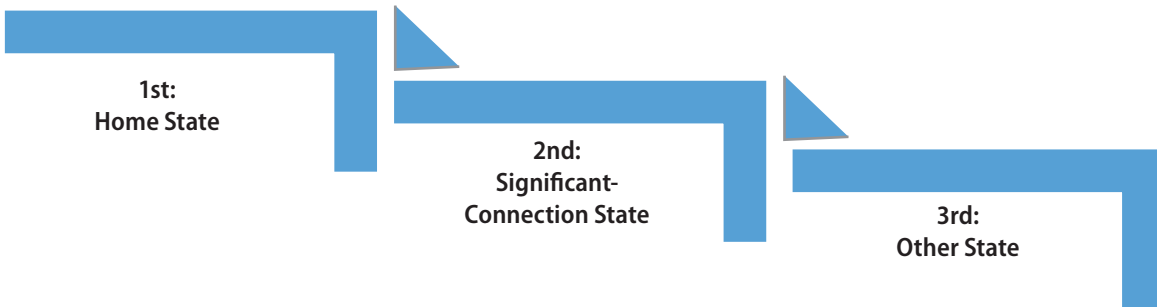 1st:
Home State
2nd:
Significant-
Connection State
3rd:
Other State